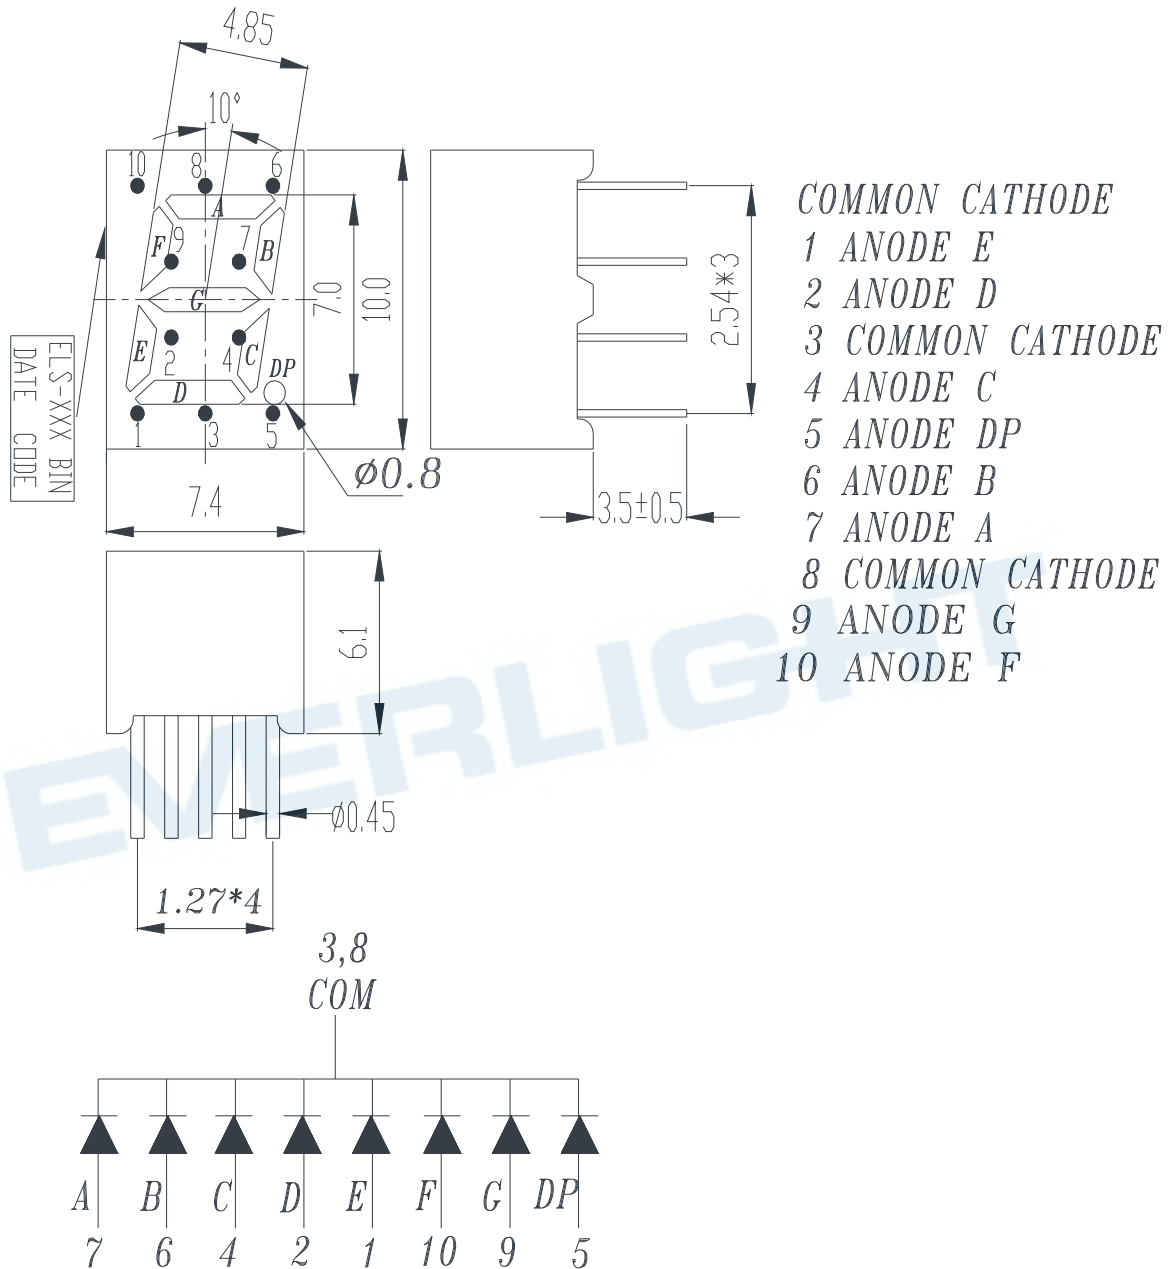 4.85
10°
10
8
6
A
F
9
7
B
G
E
2
4
C
DP
D
1
3
5
7.0
10.0
ELS-XXX BIN
DATE CODE
Ø0.8
7.4
2.54*3
3.5±0.5
COMMON CATHODE
1 ANODE E
2 ANODE D
3 COMMON CATHODE
4 ANODE C
5 ANODE DP
6 ANODE B
7 ANODE A
8 COMMON CATHODE
9 ANODE G
10 ANODE F
EVERLIGHT
6.1
Ø0.45
1.27*4
3,8
COM
A B C D E F G DP
7 6 4 2 1 10 9 5